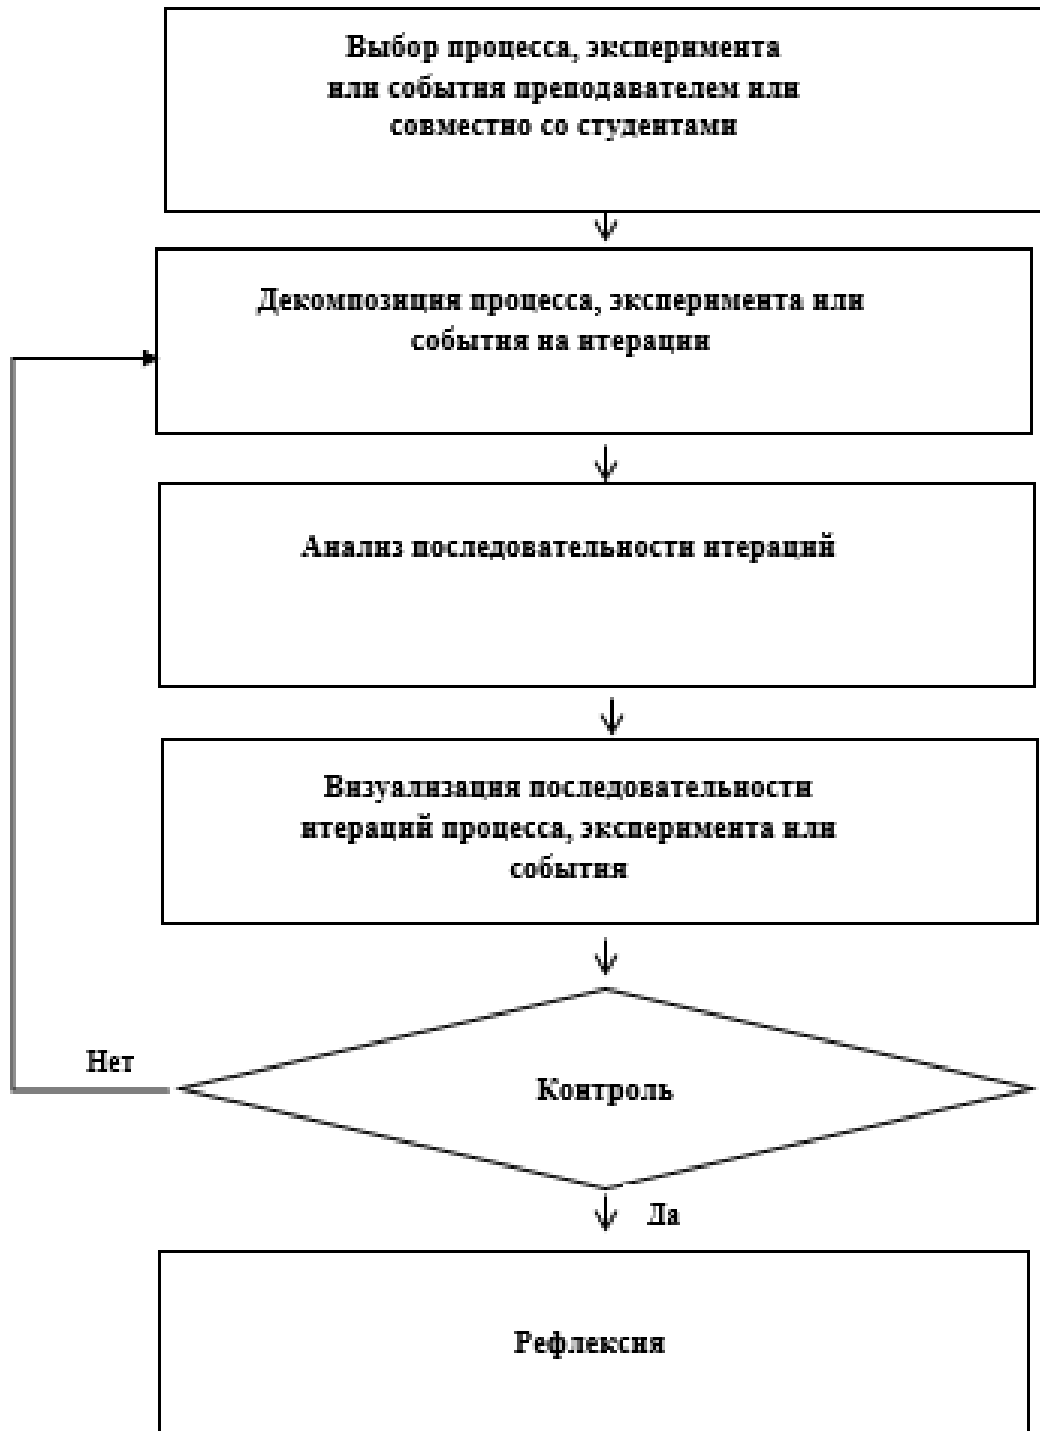 Выбор процесса, эксперимента
или события преподавателем или
совместно со студентами
Декомпозиция процесса, эксперимента или
события на итерации
Анализ последовательности итераций
Визуализация последовательности
итераций процесса, эксперимента или
события
Нет
Контроль
Да
Рефлексия